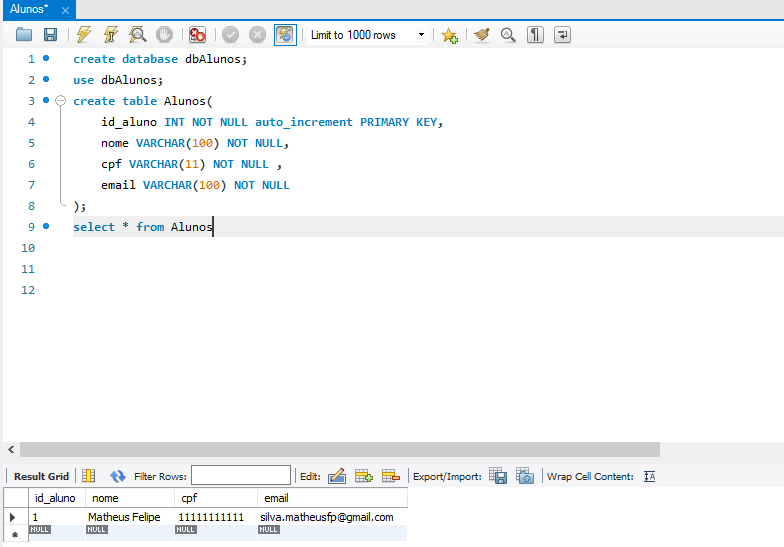 Alunos*
Limit to 1000 rows
1 create database dbAlunos;
2 use dbAlunos;
3 create table Alunos(
4 id_aluno INT NOT NULL auto_increment PRIMARY KEY,
5 nome VARCHAR(100) NOT NULL,
6 cpf VARCHAR(11) NOT NULL ,
7 email VARCHAR(100) NOT NULL
8 );
9 select * from Alunos
10
11
12
Result Grid Filter Rows: Edit: Export/Import: Wrap Cell Content:
id_aluno nome cpf email
1 Matheus Felipe 11111111111 silva.matheusfp@gmail.com
NULL NULL NULL NULL